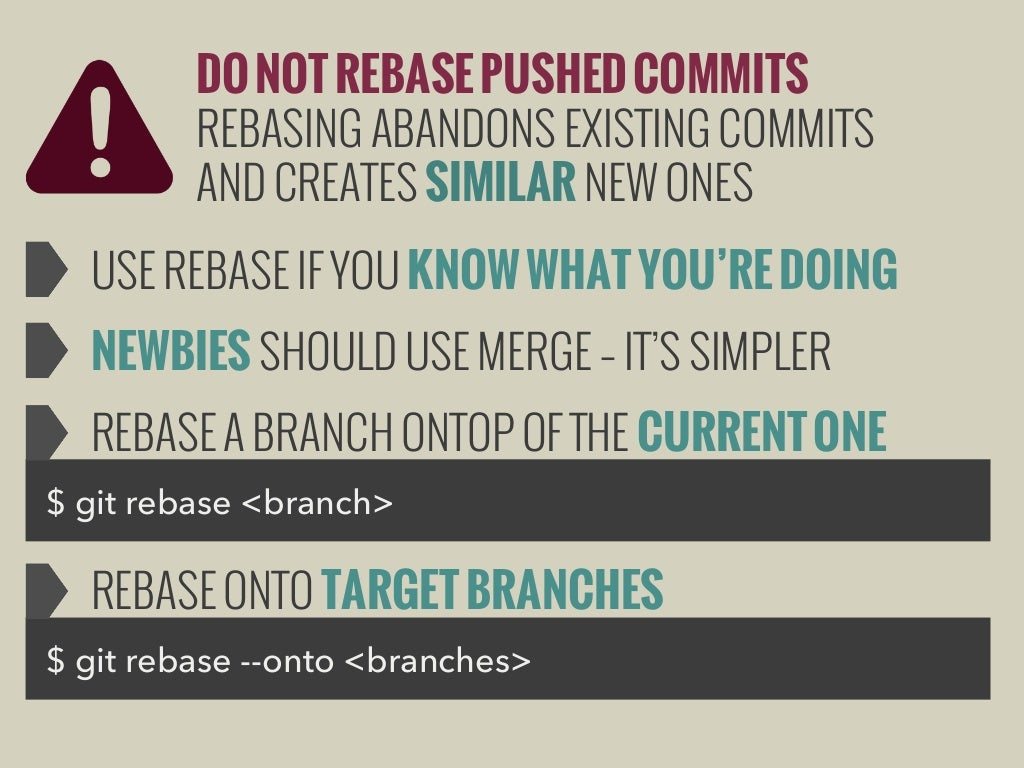 DO NOT REBASE PUSHED COMMITS
REBASING ABANDONS EXISTING COMMITS
AND CREATES SIMILAR NEW ONES
USE REBASE IF YOU KNOW WHAT YOU’RE DOING
NEWBIES SHOULD USE MERGE – IT’S SIMPLER
REBASE A BRANCH ONTOP OF THE CURRENT ONE
$ git rebase <branch>
REBASE ONTO TARGET BRANCHES
$ git rebase --onto <branches>